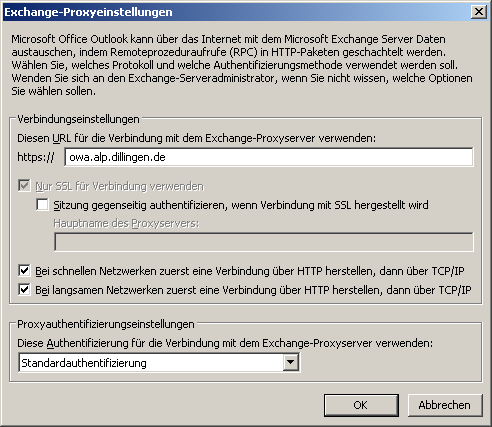 Exchange-Proxyeinstellungen
Microsoft Office Outlook kann über das Internet mit dem Microsoft Exchange Server Daten
austauschen, indem Remoteprozeduraufrufe (RPC) in HTTP-Paketen geschachtelt werden.
Wählen Sie, welches Protokoll und welche Authentifizierungsmethode verwendet werden soll.
Wenden Sie sich an den Exchange-Serveradministrator, wenn Sie nicht wissen, welche Optionen
Sie wählen sollen.
Verbindungseinstellungen
Diesen URL für die Verbindung mit dem Exchange-Proxyserver verwenden:
https:// owa.alp.dillingen.de
Nur SSL für Verbindung verwenden
Sitzung gegenseitig authentifizieren, wenn Verbindung mit SSL hergestellt wird
Hauptname des Proxyservers:
Bei schnellen Netzwerken zuerst eine Verbindung über HTTP herstellen, dann über TCP/IP
Bei langsamen Netzwerken zuerst eine Verbindung über HTTP herstellen, dann über TCP/IP
Proxyauthentifizierungseinstellungen
Diese Authentifizierung für die Verbindung mit dem Exchange-Proxyserver verwenden:
Standardauthentifizierung
OK Abbrechen